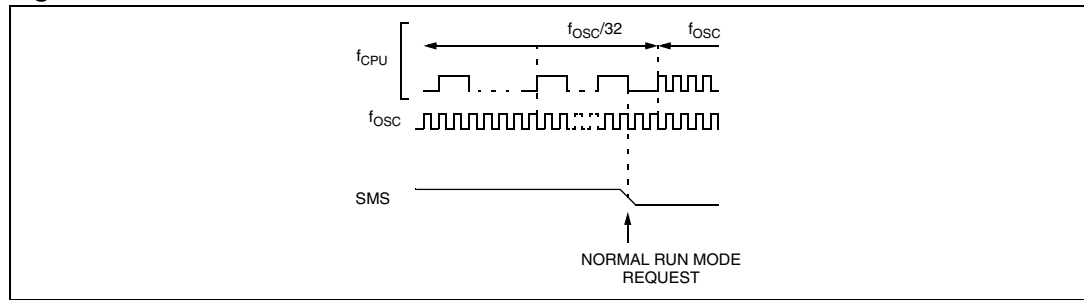 fOSC/32 fOSC
fCPU
fOSC
SMS
NORMAL RUN MODE
REQUEST